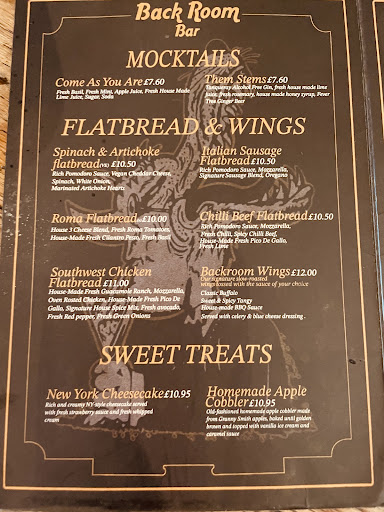 Back Room
Bar
MOCKTAILS
Come As You Are £7.60
Fresh Basil, Fresh Mint, Apple Juice, Fresh House Made
Lime Juice, Sugar, Soda
Them Stems £7.60
Tanqueray Alcohol Free Gin, fresh house made lime
juice, fresh rosemary, house made honey syrup, Fever
Tree Ginger Beer
FLATBREAD & WINGS
Spinach & Artichoke
flatbread £10.50
Rich Pomodoro Sauce, Vegan Cheddar Cheese,
Spinach, White Onion,
Marinated Artichoke Hearts
Italian Sausage
Flatbread £10.50
Rich Pomodoro Sauce, Mozzarella,
Signature Sausage Blend, Oregano
Roma Flatbread £10.00
House 3 Cheese Blend, Fresh Roma Tomatoes,
House-Made Fresh Cilantro Pesto, Fresh Basil
Chilli Beef Flatbread £10.50
Rich Pomodoro Sauce, Mozzarella,
Fresh Chilli, Spicy Chilli Beef,
House-Made Fresh Pico De Gallo,
Fresh Lime
Southwest Chicken
Flatbread £11.00
House-Made Fresh Guacamole Ranch, Mozzarella,
Oven Roasted Chicken, House-Made Fresh Pico De
Gallo, Signature House Spice Mix, Fresh avocado,
Fresh Red pepper, Fresh Green Onions
Backroom Wings £12.00
Our signature slow-roasted
wings tossed with the sauce of your choice
Classic Buffalo
Sweet & Spicy Tangy
House-made BBQ Sauce
Served with celery & blue cheese dressing .
SWEET TREATS
New York Cheesecake £10.95
Rich and creamy NY-style cheesecake served
with fresh strawberry sauce and fresh whipped
cream
Homemade Apple
Cobbler £10.95
Old-fashioned homemade apple cobbler made
from Granny Smith apples, baked until golden
brown and topped with vanilla ice cream and
caramel sauce